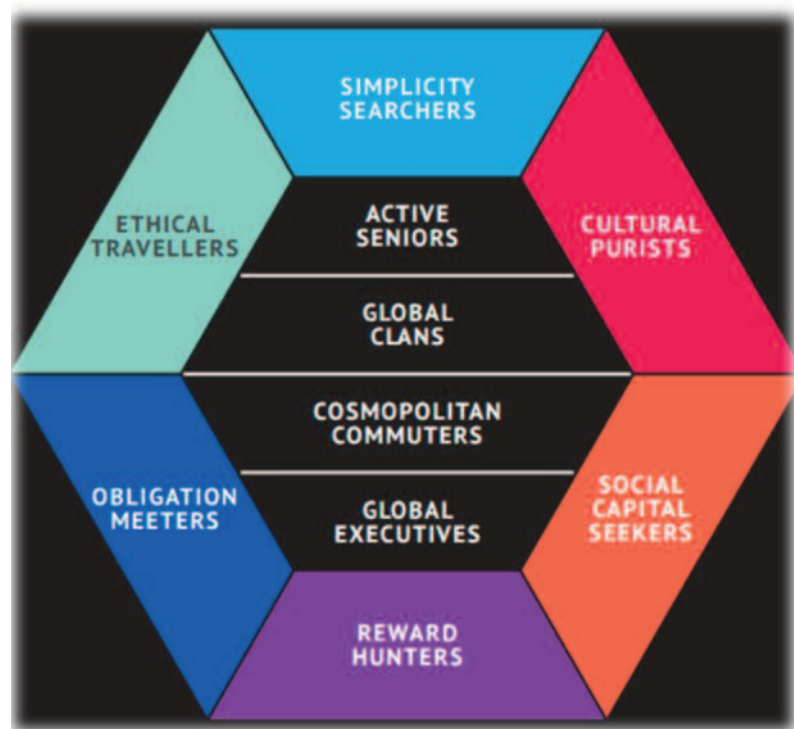 SIMPLICITY
SEARCHERS
ETHICAL
TRAVELLERS
ACTIVE
SENIORS
CULTURAL
PURISTS
GLOBAL
CLANS
COSMOPOLITAN
COMMUTERS
OBLIGATION
MEETERS
GLOBAL
EXECUTIVES
SOCIAL
CAPITAL
SEEKERS
REWARD
HUNTERS